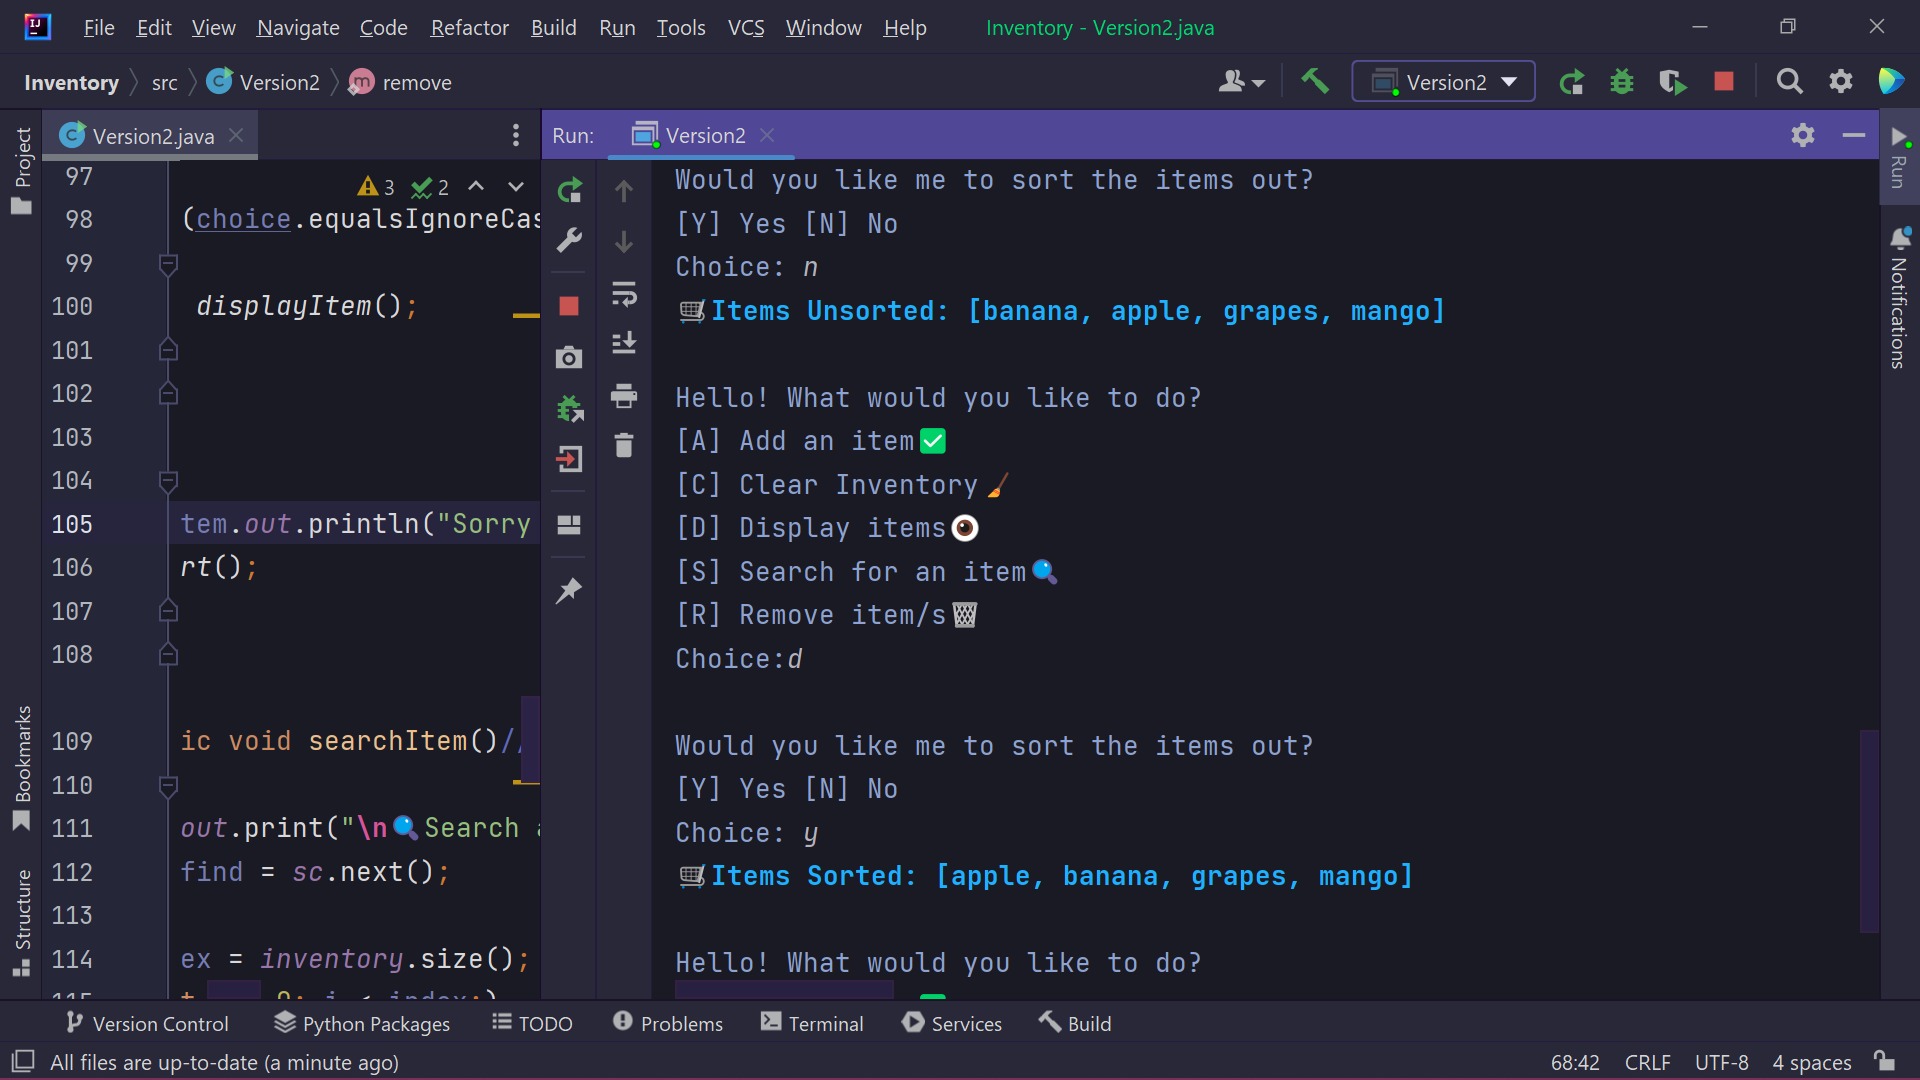 File Edit View Navigate Code Refactor Build Run Tools VCS Window Help Inventory - Version2.java
Inventory src Version2 remove Version2
Project
Bookmarks
Structure
Version2.java
3 2
97
98 (choice.equalsIgnoreCas
99
100 displayItem();
101
102
103
104
105 tem.out.println("Sorry
106 rt();
107
108
109 ic void searchItem()//
110
111 out.print("\n🔍Search
112 find = sc.next();
113
114 ex = inventory.size();
Run: Version2
Would you like me to sort the items out?
[Y] Yes [N] No
Choice: n
🛒Items Unsorted: [banana, apple, grapes, mango]
Hello! What would you like to do?
[A] Add an item✅
[C] Clear Inventory🖌
[D] Display items👁
[S] Search for an item🔍
[R] Remove item/s🗑
Choice:d
Would you like me to sort the items out?
[Y] Yes [N] No
Choice: y
🛒Items Sorted: [apple, banana, grapes, mango]
Hello! What would you like to do?
Run
Notifications
Version Control Python Packages TODO Problems Terminal Services Build
All files are up-to-date (a minute ago) 68:42 CRLF UTF-8 4 spaces